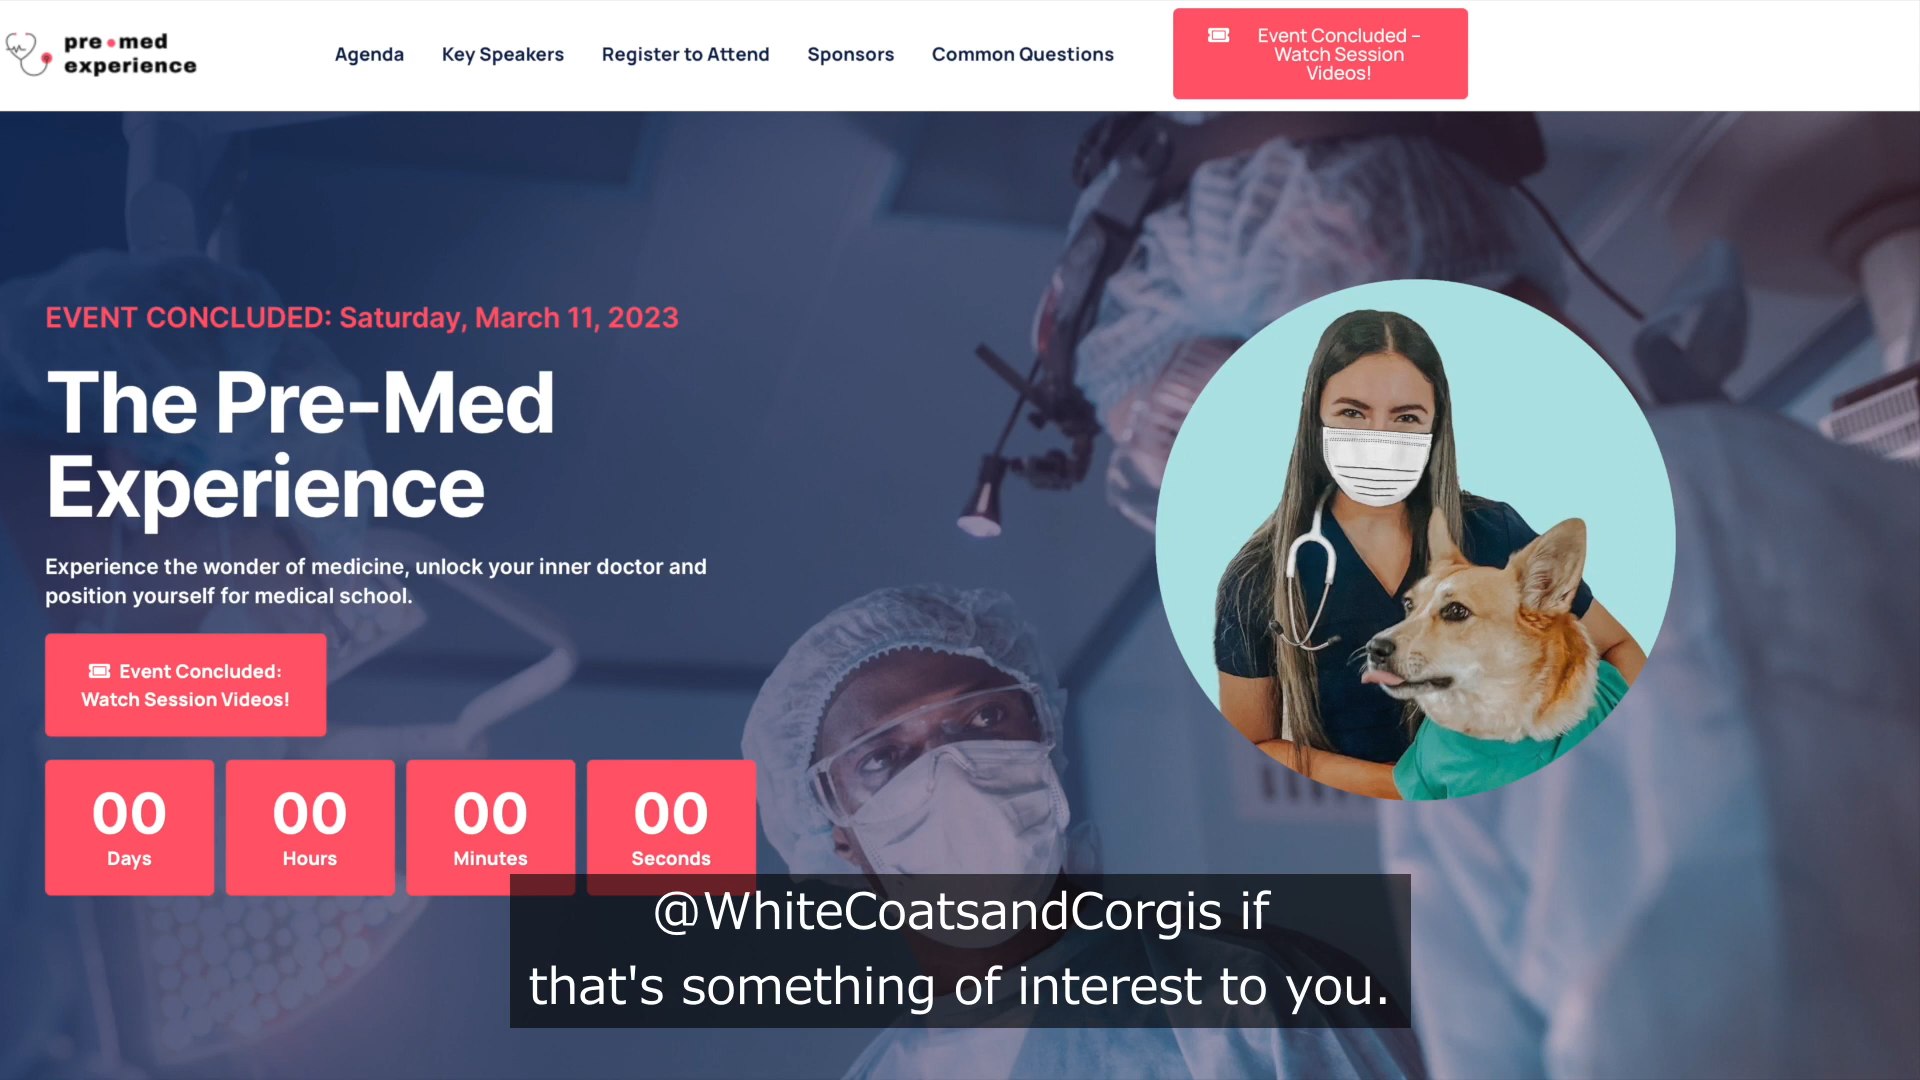 pre•med
experience
Agenda
Key Speakers
Register to Attend
Sponsors
Common Questions
Event Concluded –
Watch Session
Videos!
EVENT CONCLUDED: Saturday, March 11, 2023
The Pre-Med
Experience
Experience the wonder of medicine, unlock your inner doctor and
position yourself for medical school.
Event Concluded:
Watch Session Videos!
00
Days
00
Hours
00
Minutes
00
Seconds
@WhiteCoatsandCorgis if
that's something of interest to you.